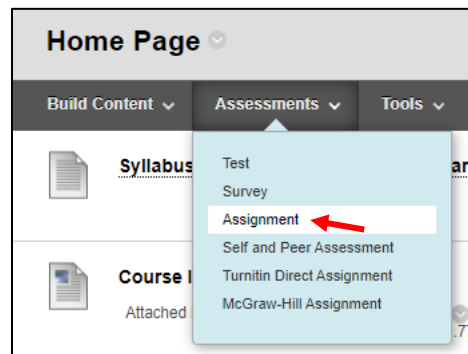 Home Page
Build Content Assessments Tools
Syllabus
Test
Survey
Assignment
Self and Peer Assessment
Turnitin Direct Assignment
McGraw-Hill Assignment
Course
Attached